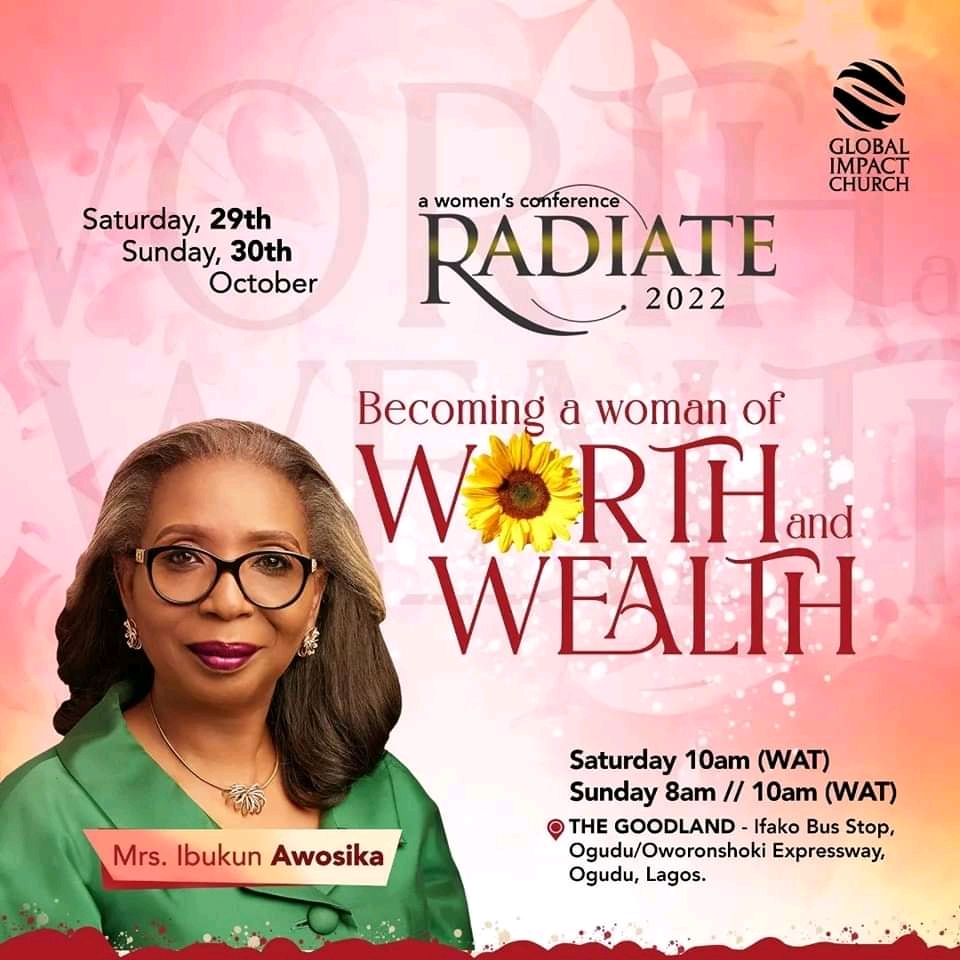 GLOBAL
IMPACT
CHURCH
Saturday, 29th
Sunday, 30th
October
a women's conference
RADIATE
2022
WORTH a
WEALTH
Becoming a woman of
WORTH and
WEALTH
Mrs. Ibukun Awosika
Saturday 10am (WAT)
Sunday 8am // 10am (WAT)
THE GOODLAND - Ifako Bus Stop,
Ogudu/Oworonshoki Expressway,
Ogudu, Lagos.